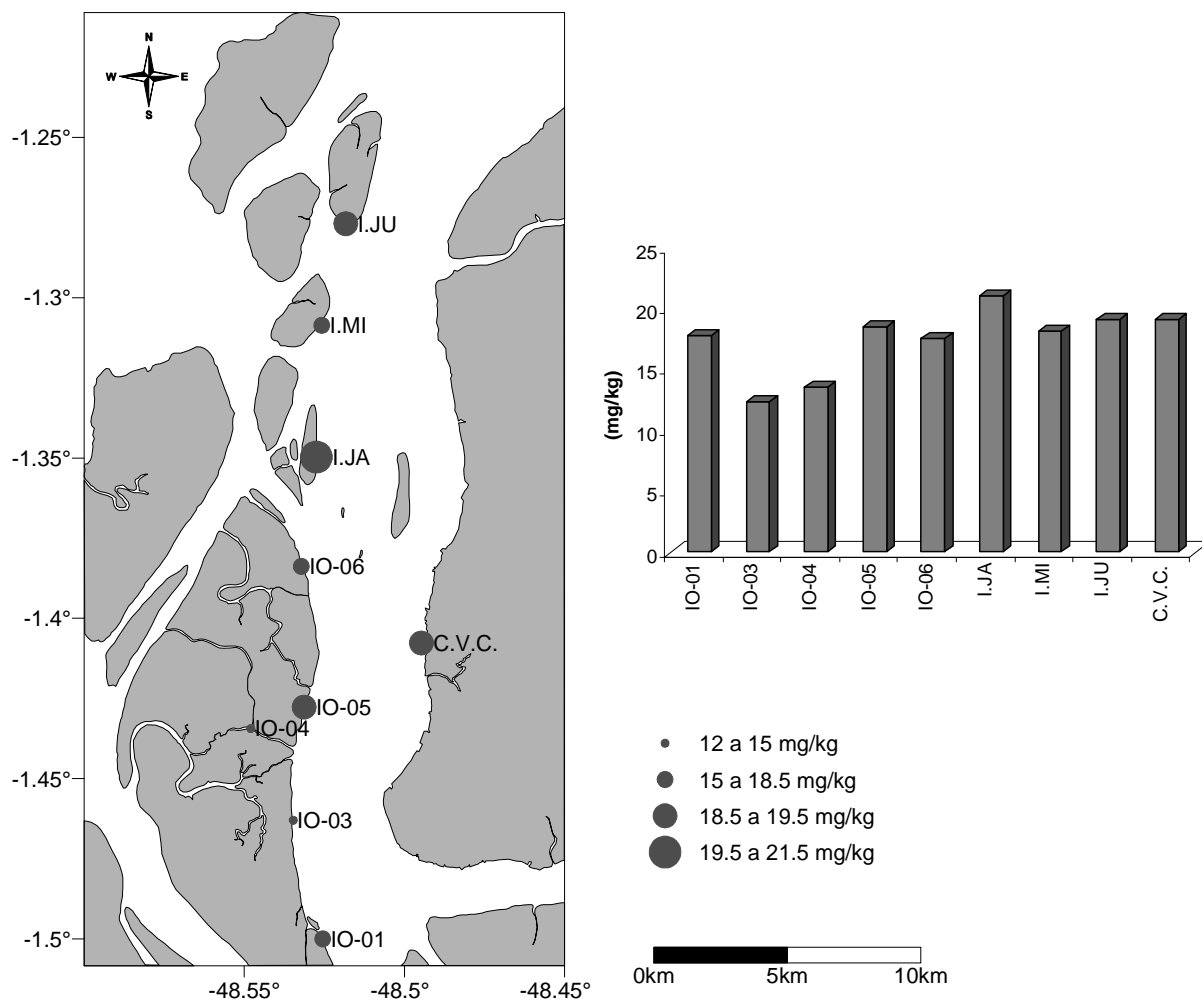 N
W E
S
-1.25°
-1.3°
-1.35°
-1.4°
-1.45°
-1.5°
-48.55°
-48.5°
-48.45°
I.JU
I.MI
I.JA
IO-06
C.V.C.
IO-05
IO-04
IO-03
IO-01
(mg/kg)
25
20
15
10
5
0
IO-01
IO-03
IO-04
IO-05
IO-06
I.JA
I.MI
I.JU
C.V.C.
12 a 15 mg/kg
15 a 18.5 mg/kg
18.5 a 19.5 mg/kg
19.5 a 21.5 mg/kg
0km 5km 10km